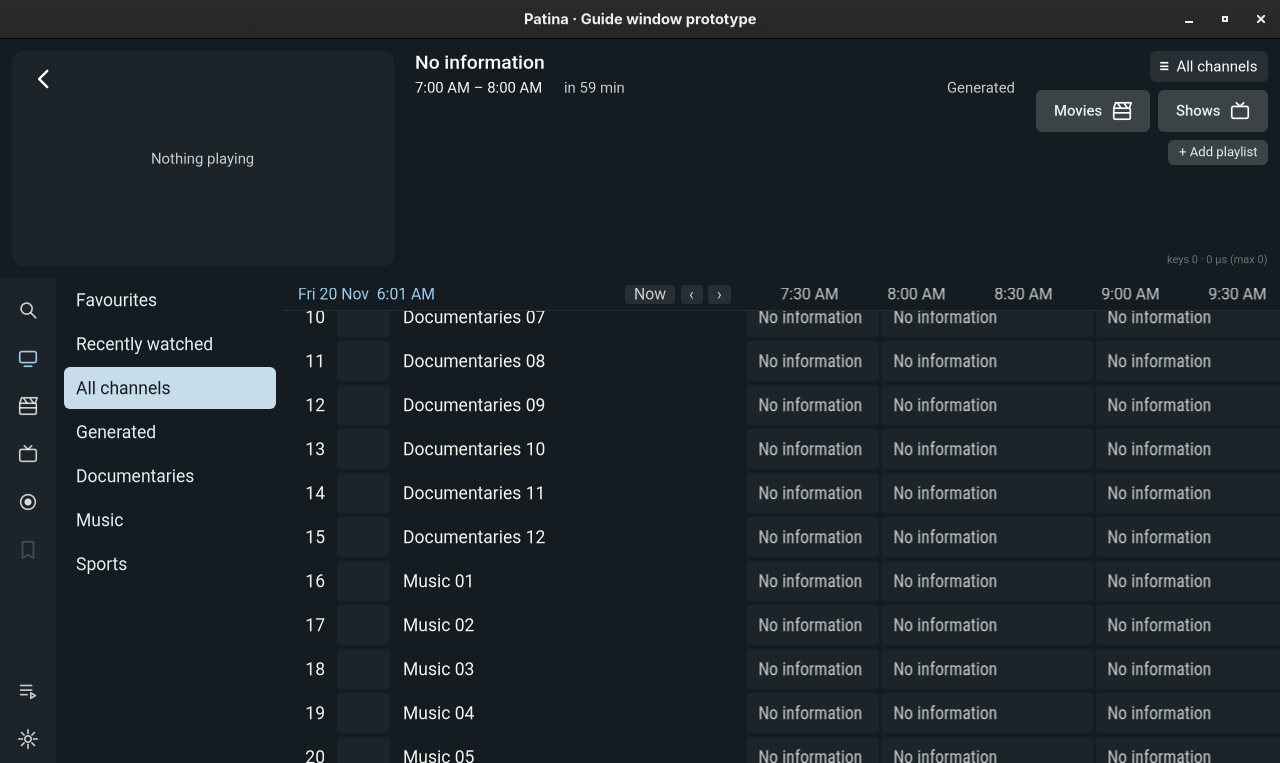 Patina · Guide window prototype
No information
All channels
7:00 AM – 8:00 AM in 59 min Generated
Movies Shows
Nothing playing
+ Add playlist
keys 0 · 0 µs (max 0)
Favourites
Recently watched
All channels
Generated
Documentaries
Music
Sports
Fri 20 Nov 6:01 AM Now ‹ › 7:30 AM 8:00 AM 8:30 AM 9:00 AM 9:30 AM
10 Documentaries 07 No information No information No information
11 Documentaries 08 No information No information No information
12 Documentaries 09 No information No information No information
13 Documentaries 10 No information No information No information
14 Documentaries 11 No information No information No information
15 Documentaries 12 No information No information No information
16 Music 01 No information No information No information
17 Music 02 No information No information No information
18 Music 03 No information No information No information
19 Music 04 No information No information No information
20 Music 05 No information No information No information